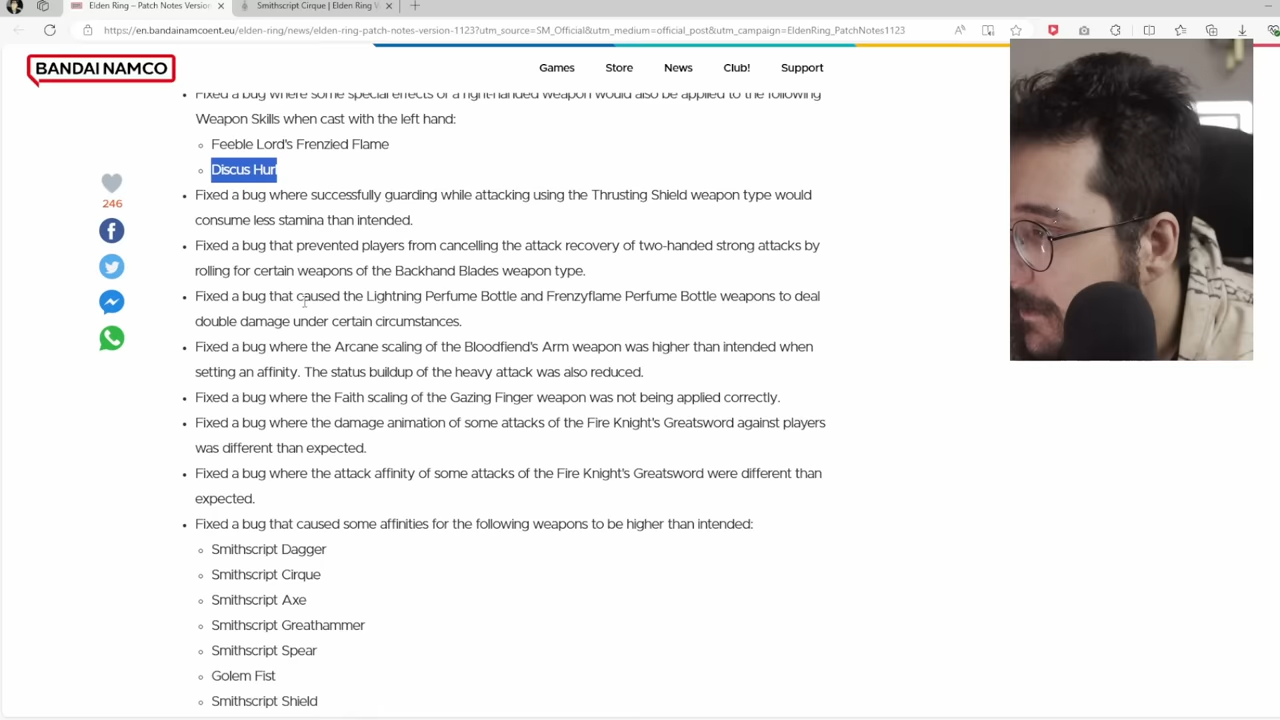 Elden Ring – Patch Notes Version
Smithscript Cirque | Elden Ring W
https://en.bandainamcoent.eu/elden-ring/news/elden-ring-patch-notes-version-1123?utm_source=SM_Official&utm_medium=official_post&utm_campaign=EldenRing_PatchNotes1123
BANDAI NAMCO
Games Store News Club! Support
Fixed a bug where some special effects of a right-handed weapon would also be applied to the following
Weapon Skills when cast with the left hand:
Feeble Lord's Frenzied Flame
Discus Hurl
246
Fixed a bug where successfully guarding while attacking using the Thrusting Shield weapon type would
consume less stamina than intended.
Fixed a bug that prevented players from cancelling the attack recovery of two-handed strong attacks by
rolling for certain weapons of the Backhand Blades weapon type.
Fixed a bug that caused the Lightning Perfume Bottle and Frenzyflame Perfume Bottle weapons to deal
double damage under certain circumstances.
Fixed a bug where the Arcane scaling of the Bloodfiend's Arm weapon was higher than intended when
setting an affinity. The status buildup of the heavy attack was also reduced.
Fixed a bug where the Faith scaling of the Gazing Finger weapon was not being applied correctly.
Fixed a bug where the damage animation of some attacks of the Fire Knight's Greatsword against players
was different than expected.
Fixed a bug where the attack affinity of some attacks of the Fire Knight's Greatsword were different than
expected.
Fixed a bug that caused some affinities for the following weapons to be higher than intended:
Smithscript Dagger
Smithscript Cirque
Smithscript Axe
Smithscript Greathammer
Smithscript Spear
Golem Fist
Smithscript Shield